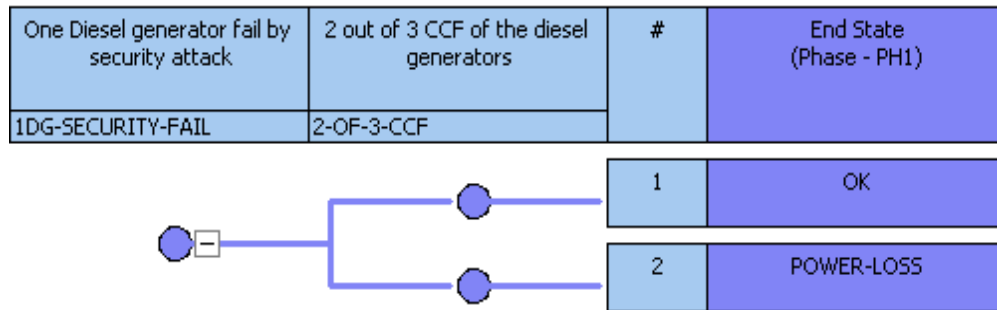 One Diesel generator fail by
security attack
2 out of 3 CCF of the diesel
generators
#
End State
(Phase - PH1)
1DG-SECURITY-FAIL
2-OF-3-CCF
1
OK
2
POWER-LOSS